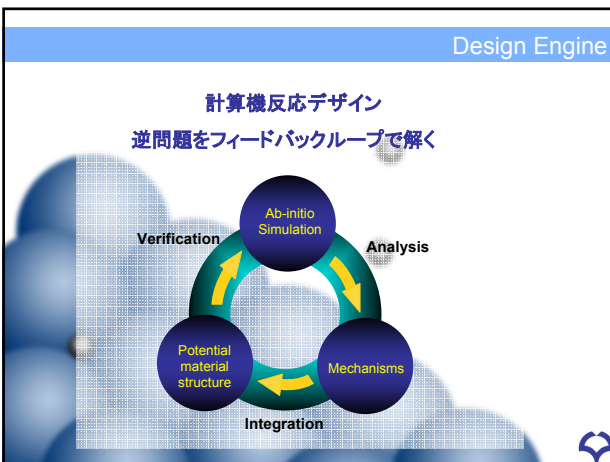 Design Engine
計算機反応デザイン
逆問題をフィードバックループで解く
Ab-initio
Simulation
Verification
Analysis
Potential
material
structure
Mechanisms
Integration